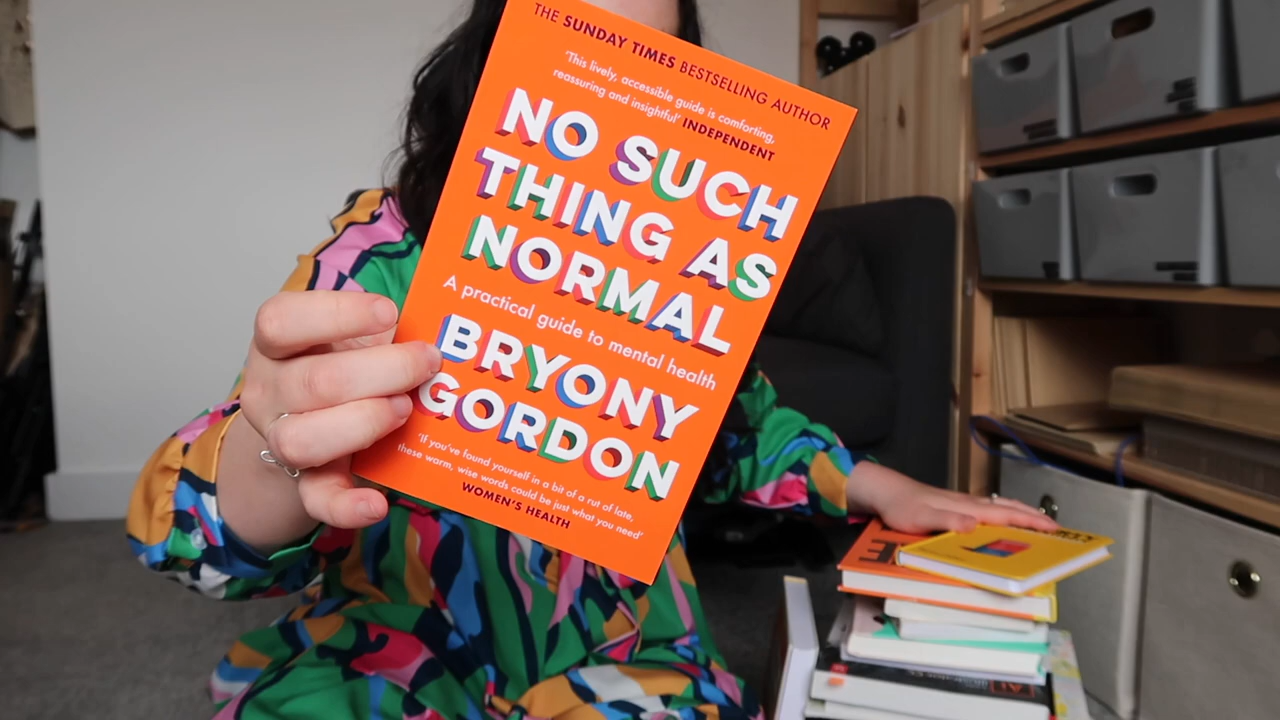 THE SUNDAY TIMES BESTSELLING AUTHOR
‘This lively, accessible guide is comforting,
reassuring and insightful’ INDEPENDENT
NO SUCH
THING AS
NORMAL
A practical guide to mental health
BRYONY
GORDON
‘If you’ve found yourself in a bit of a rut of late,
these warm, wise words could be just what you need’
WOMEN’S HEALTH